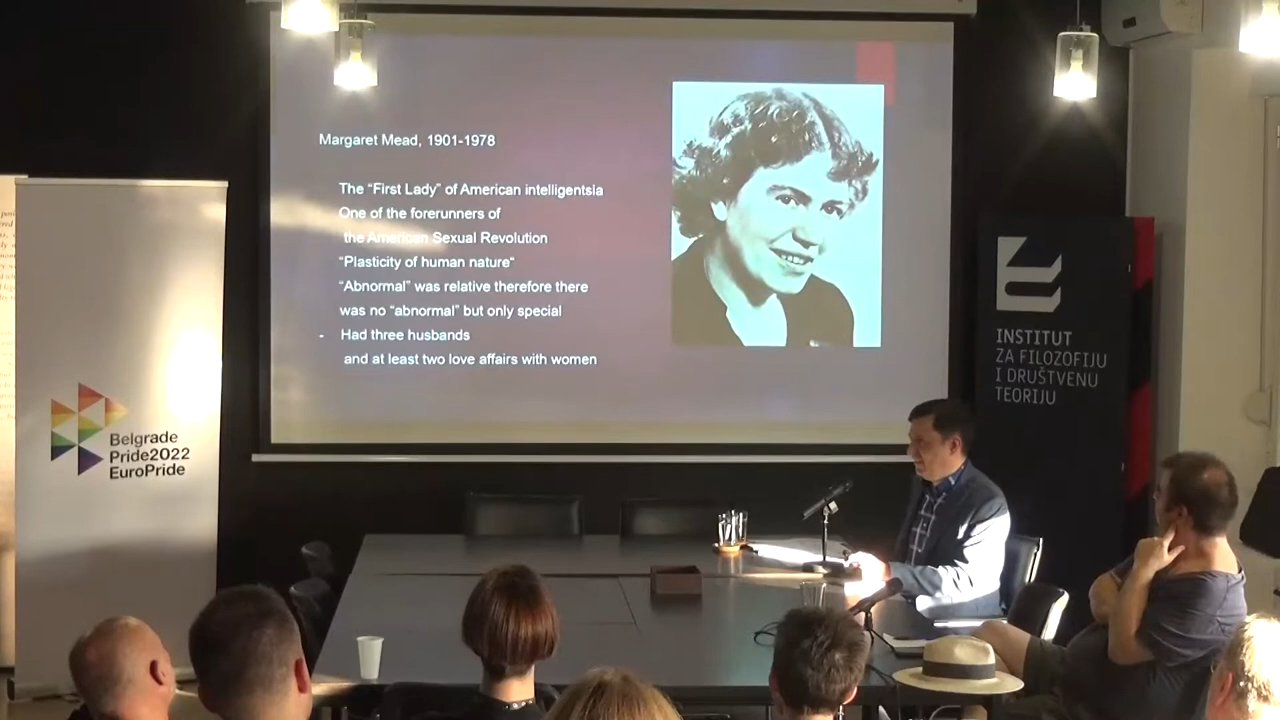 Margaret Mead, 1901-1978
The “First Lady” of American intelligentsia
One of the forerunners of
the American Sexual Revolution
“Plasticity of human nature“
“Abnormal” was relative therefore there
was no “abnormal” but only special
- Had three husbands
and at least two love affairs with women
Belgrade
Pride2022
EuroPride
INSTITUT
ZA FILOZOFIJU
I DRUŠTVENU
TEORIJU